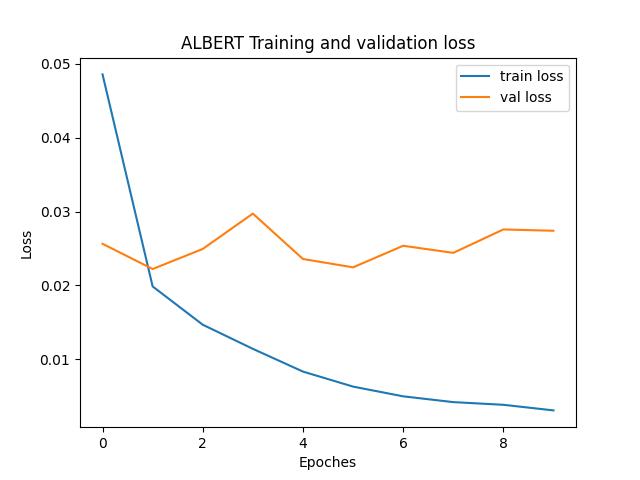 ALBERT Training and validation loss
train loss
val loss
0.05
0.04
0.03
0.02
0.01
Loss
0 2 4 6 8
Epoches